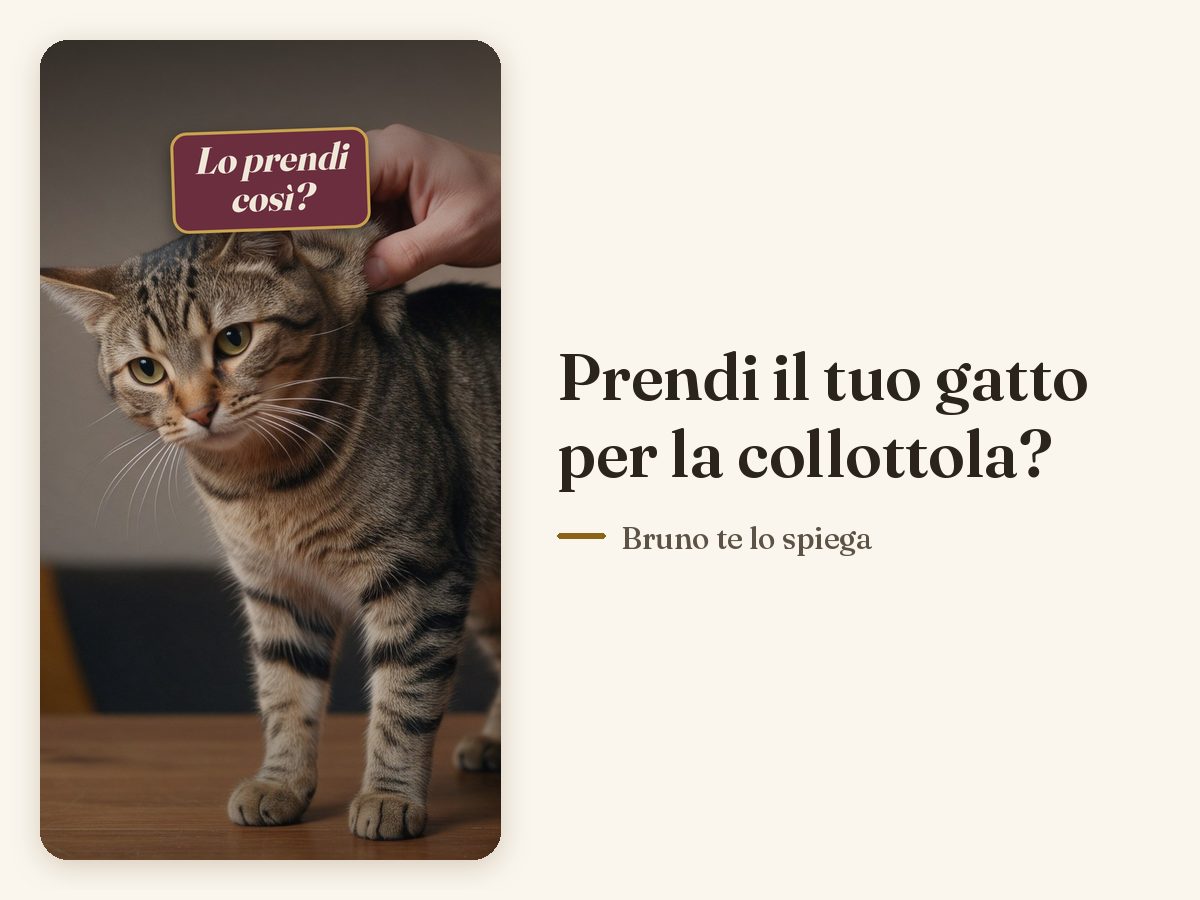 Lo prendi
così?
Prendi il tuo gatto
per la collottola?
Bruno te lo spiega